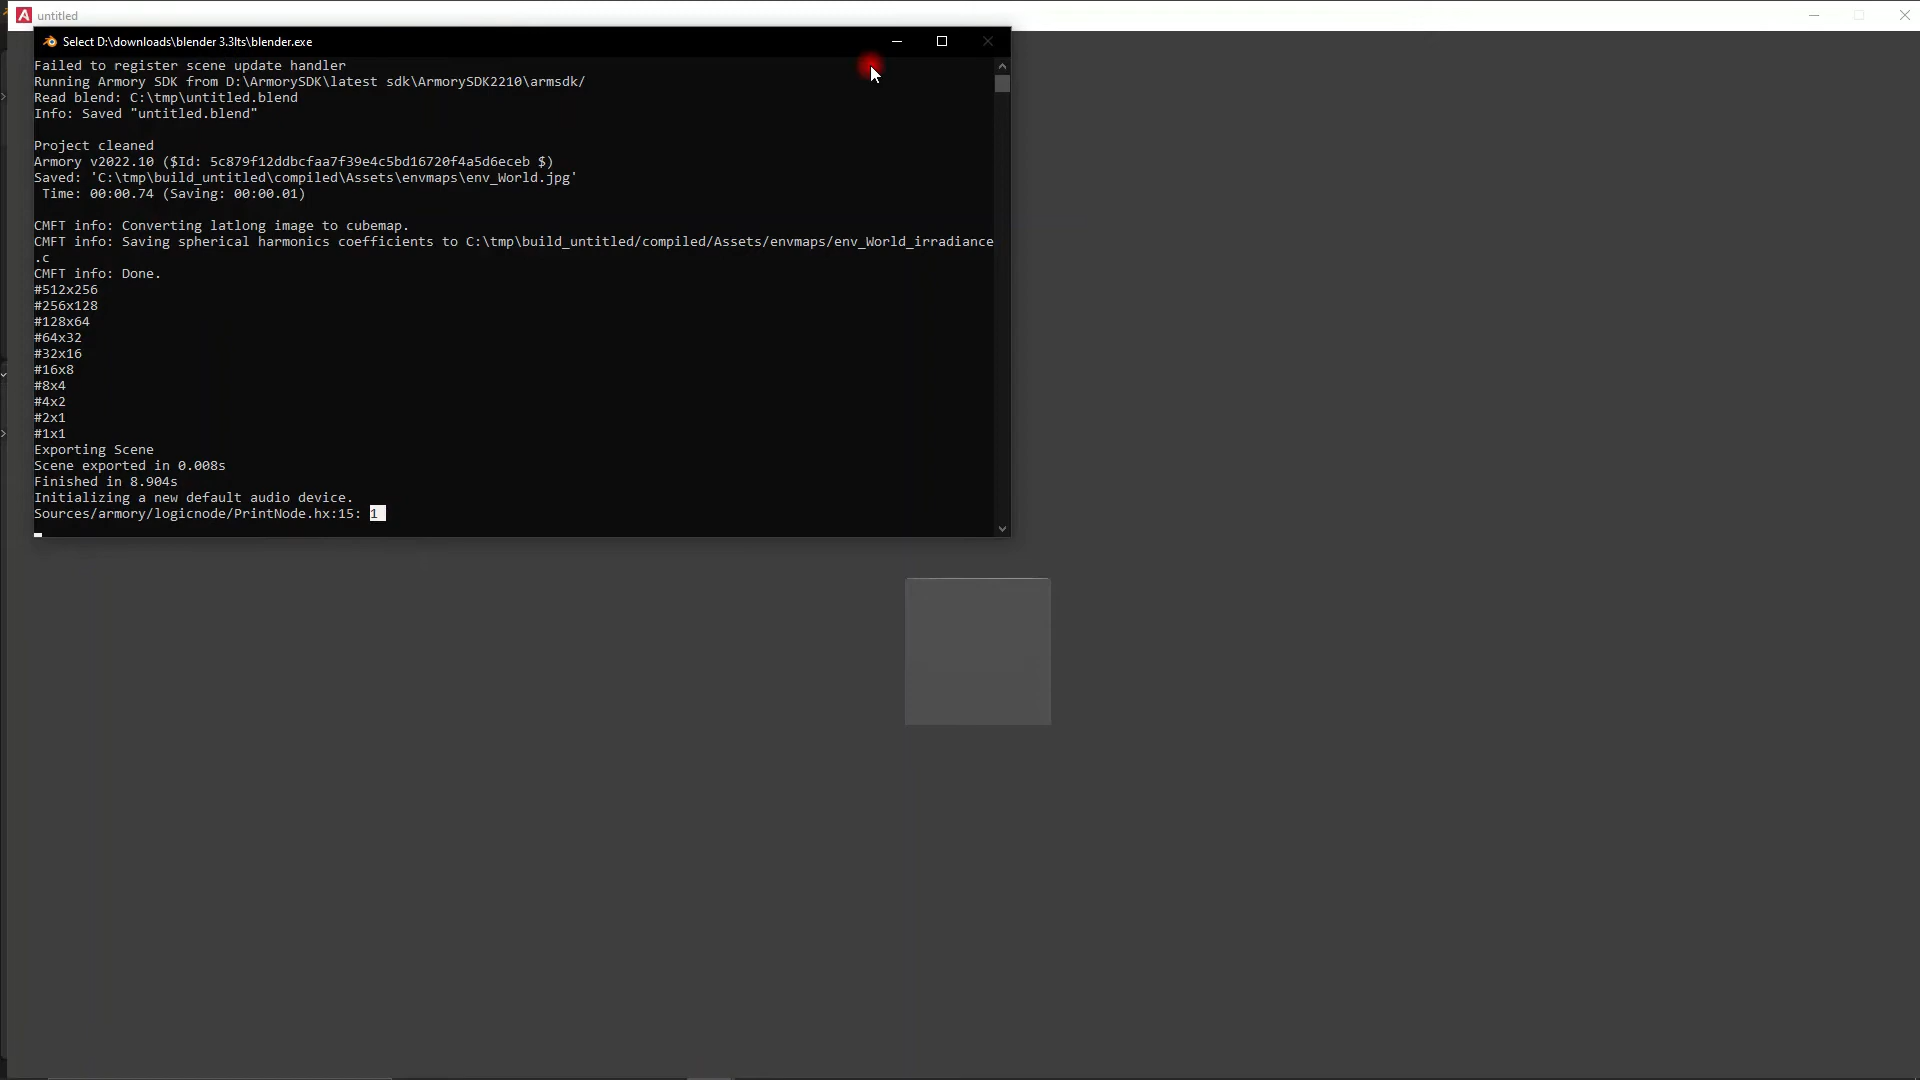 untitled
Select D:\downloads\blender 3.3lts\blender.exe
Failed to register scene update handler
Running Armory SDK from D:\ArmorySDK\latest sdk\ArmorySDK2210\armsdk/
Read blend: C:\tmp\untitled.blend
Info: Saved "untitled.blend"
Project cleaned
Armory v2022.10 ($Id: 5c879f12ddbcfaa7f39e4c5bd16720f4a5d6eceb $)
Saved: 'C:\tmp\build_untitled\compiled\Assets\envmaps\env_World.jpg'
Time: 00:00.74 (Saving: 00:00.01)
CMFT info: Converting latlong image to cubemap.
CMFT info: Saving spherical harmonics coefficients to C:\tmp\build_untitled/compiled/Assets/envmaps/env_World_irradiance
.c
CMFT info: Done.
#512x256
#256x128
#128x64
#64x32
#32x16
#16x8
#8x4
#4x2
#2x1
#1x1
Exporting Scene
Scene exported in 0.008s
Finished in 8.904s
Initializing a new default audio device.
Sources/armory/logicnode/PrintNode.hx:15: 1